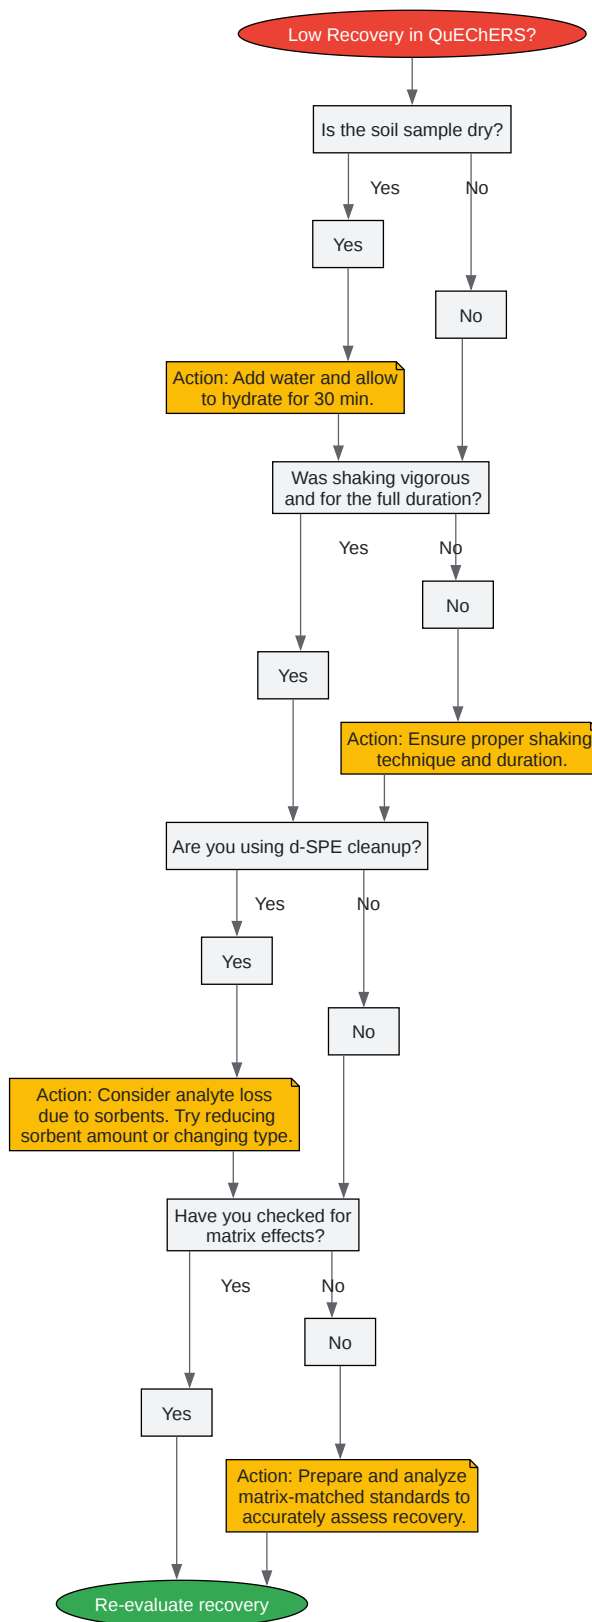 Low Recovery in QuEChERS?
Is the soil sample dry?
Yes
No
Yes
No
Action: Add water and allow
to hydrate for 30 min.
Was shaking vigorous
and for the full duration?
Yes
No
No
Yes
Action: Ensure proper shaking
technique and duration.
Are you using d-SPE cleanup?
Yes
No
Yes
No
Action: Consider analyte loss
due to sorbents. Try reducing
sorbent amount or changing type.
Have you checked for
matrix effects?
Yes
No
No
Yes
Action: Prepare and analyze
matrix-matched standards to
accurately assess recovery.
Re-evaluate recovery